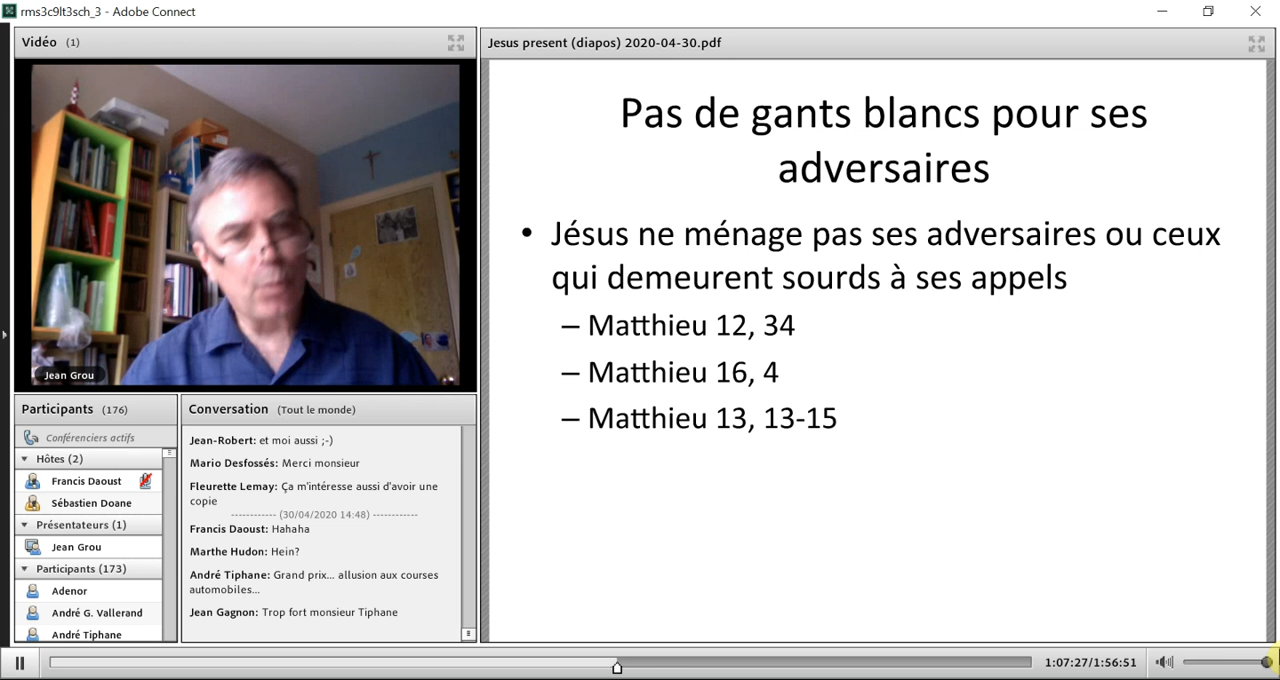 rms3c9lt3sch_3 - Adobe Connect
Vidéo (1)
Jean Grou
Participants (176)
Conférenciers actifs
Hôtes (2)
Francis Daoust
Sébastien Doane
Présentateurs (1)
Jean Grou
Participants (173)
Adenor
André G. Vallerand
André Tiphane
Conversation (Tout le monde)
Jean-Robert: et moi aussi ;-)
Mario Desfossés: Merci monsieur
Fleurette Lemay: Ça m'intéresse aussi d'avoir une
copie
------------ (30/04/2020 14:48) ------------
Francis Daoust: Hahaha
Marthe Hudon: Hein?
André Tiphane: Grand prix... allusion aux courses
automobiles...
Jean Gagnon: Trop fort monsieur Tiphane
Jesus present (diapos) 2020-04-30.pdf
Pas de gants blancs pour ses
adversaires
• Jésus ne ménage pas ses adversaires ou ceux
qui demeurent sourds à ses appels
– Matthieu 12, 34
– Matthieu 16, 4
– Matthieu 13, 13-15
1:07:27/1:56:51